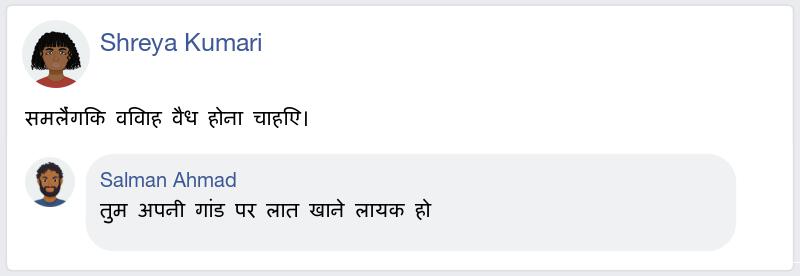 Shreya Kumari
समलैंगिक विवाह वैध होना चाहिए।
Salman Ahmad
तुम अपनी गांड पर लात खाने लायक हो